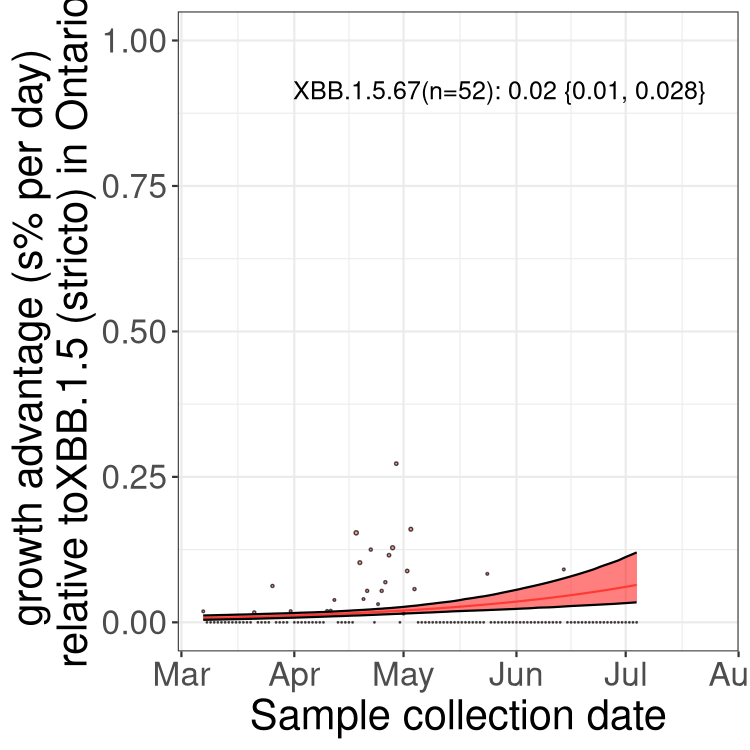 growth advantage (s% per day)
relative toXBB.1.5 (stricto) in Ontario
1.00
0.75
0.50
0.25
0.00
XBB.1.5.67(n=52): 0.02 {0.01, 0.028}
Mar Apr May Jun Jul Au
Sample collection date